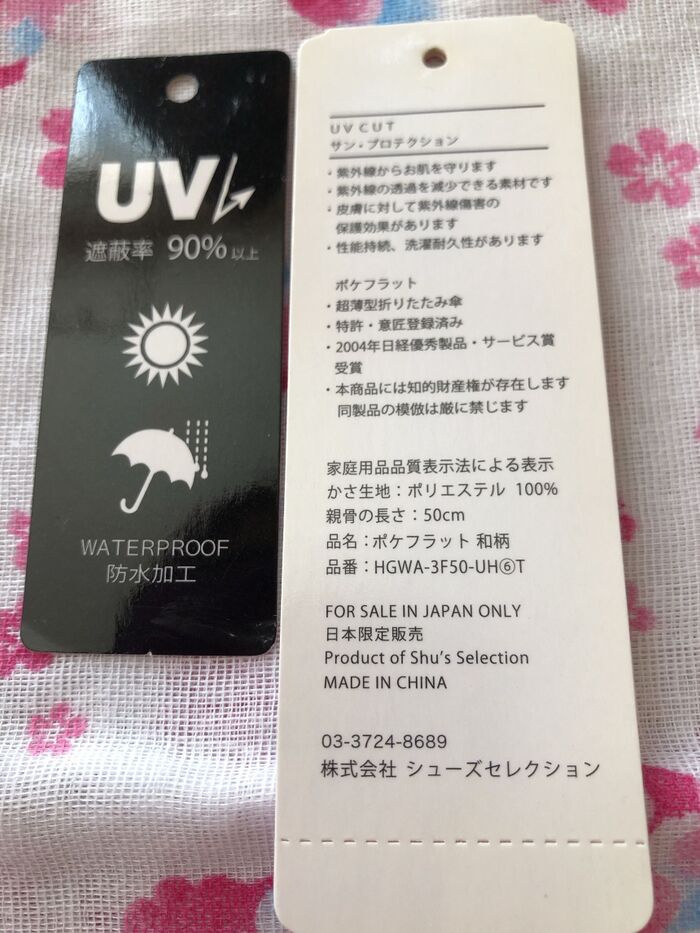 UV
遮蔽率 90%以上
WATERPROOF
防水加工
UV CUT
サン・プロテクション
・紫外線からお肌を守ります
・紫外線の透過を減少できる素材です
・皮膚に対して紫外線傷害の
保護効果があります
・性能持続、洗濯耐久性があります
ポケフラット
・超薄型折りたたみ傘
・特許・意匠登録済み
・2004年日経優秀製品・サービス賞
受賞
・本商品には知的財産権が存在します
同製品の模倣は厳に禁じます
家庭用品品質表示法による表示
かさ生地：ポリエステル 100%
親骨の長さ：50cm
品名：ポケフラット 和柄
品番：HGWA-3F50-UH⑥T
FOR SALE IN JAPAN ONLY
日本限定販売
Product of Shu's Selection
MADE IN CHINA
03-3724-8689
株式会社 シューズセレクション